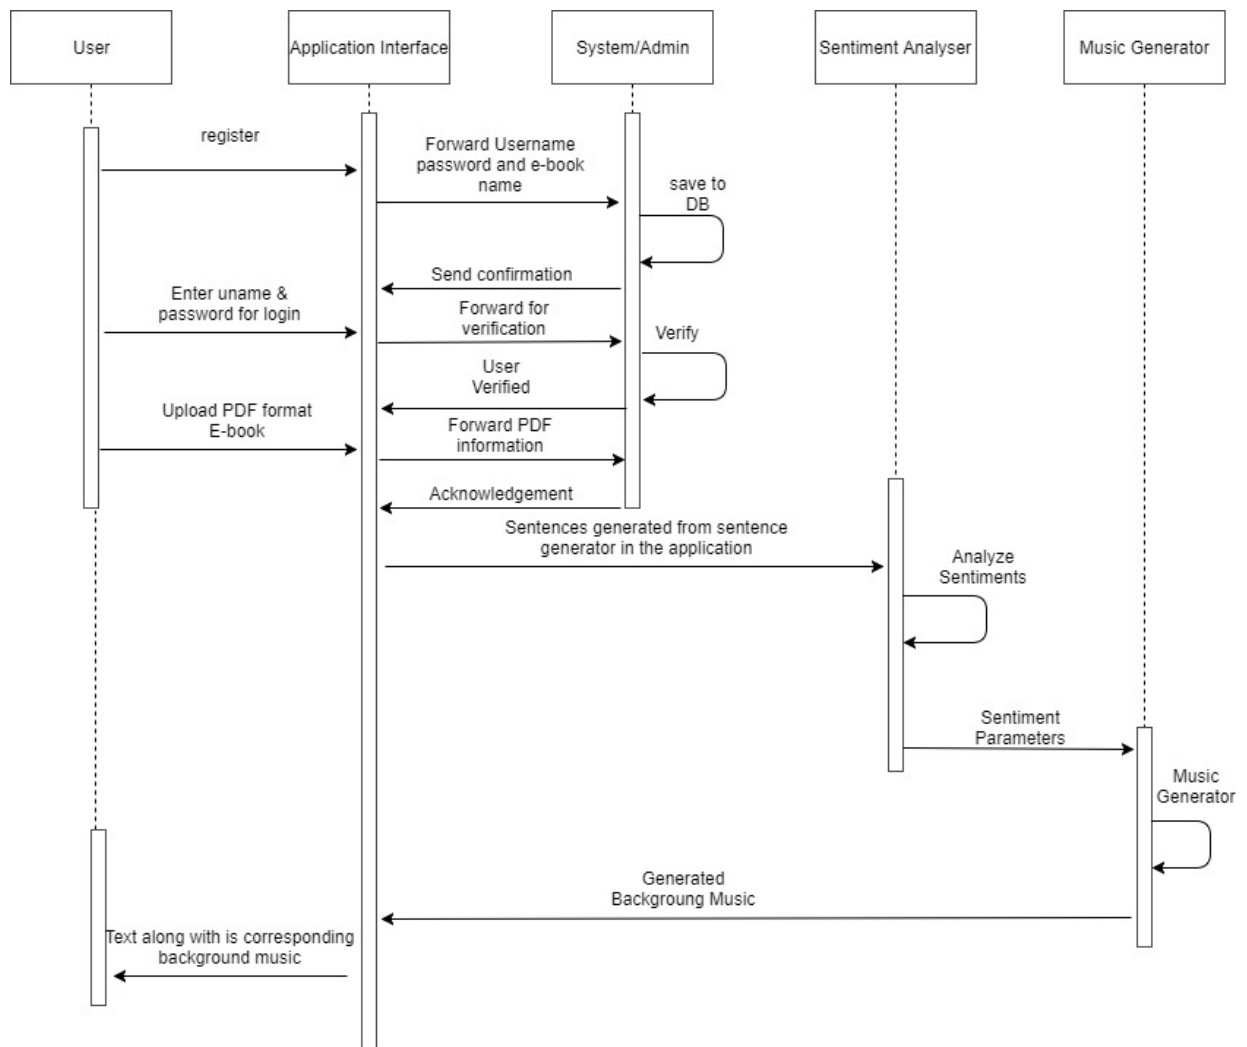 User
Application Interface
System/Admin
Sentiment Analyser
Music Generator
register
Forward Username
password and e-book
name
save to
DB
Send confirmation
Enter uname &
password for login
Forward for
verification
Verify
User
Verified
Upload PDF format
E-book
Forward PDF
information
Acknowledgement
Sentences generated from sentence
generator in the application
Analyze
Sentiments
Sentiment
Parameters
Music
Generator
Generated
Backgroung Music
Text along with is corresponding
background music